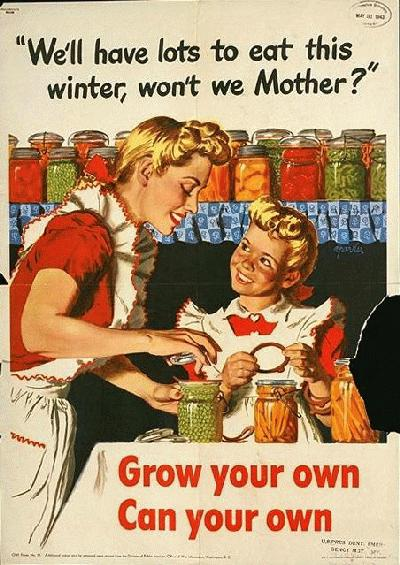 "We'll have lots to eat this
winter, won't we Mother?"
Grow your own
Can your own